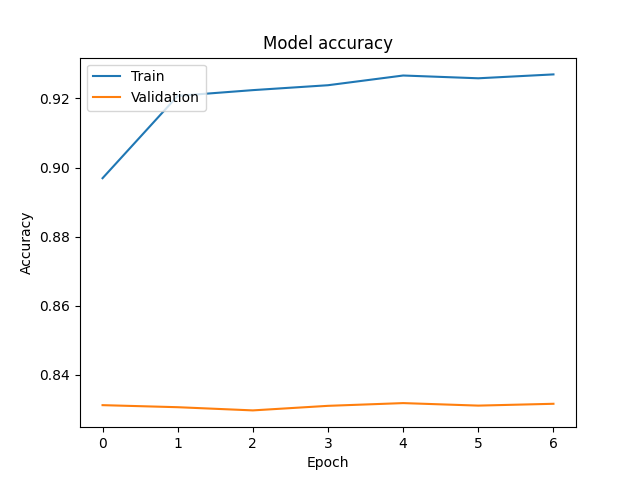 Model accuracy
Train
Validation
0.92
0.90
0.88
0.86
0.84
Accuracy
0 1 2 3 4 5 6
Epoch